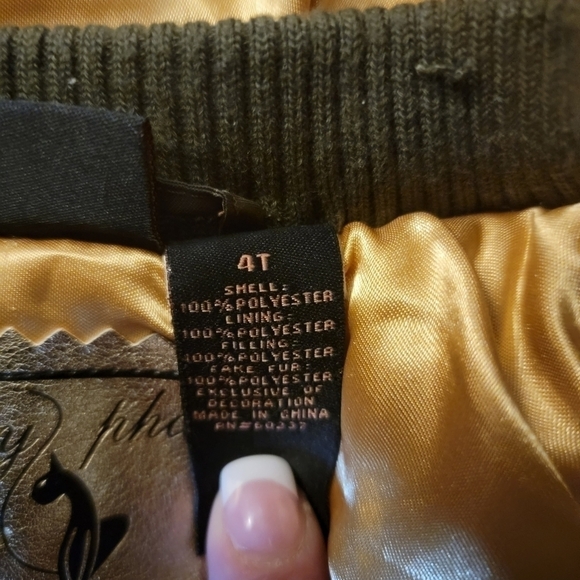 4T
SHELL:
100%POLYESTER
LINING:
100%POLYESTER
FILLING:
100%POLYESTER
FAKE FUR:
100%POLYESTER
EXCLUSIVE OF
DECORATION
MADE IN CHINA
y pho